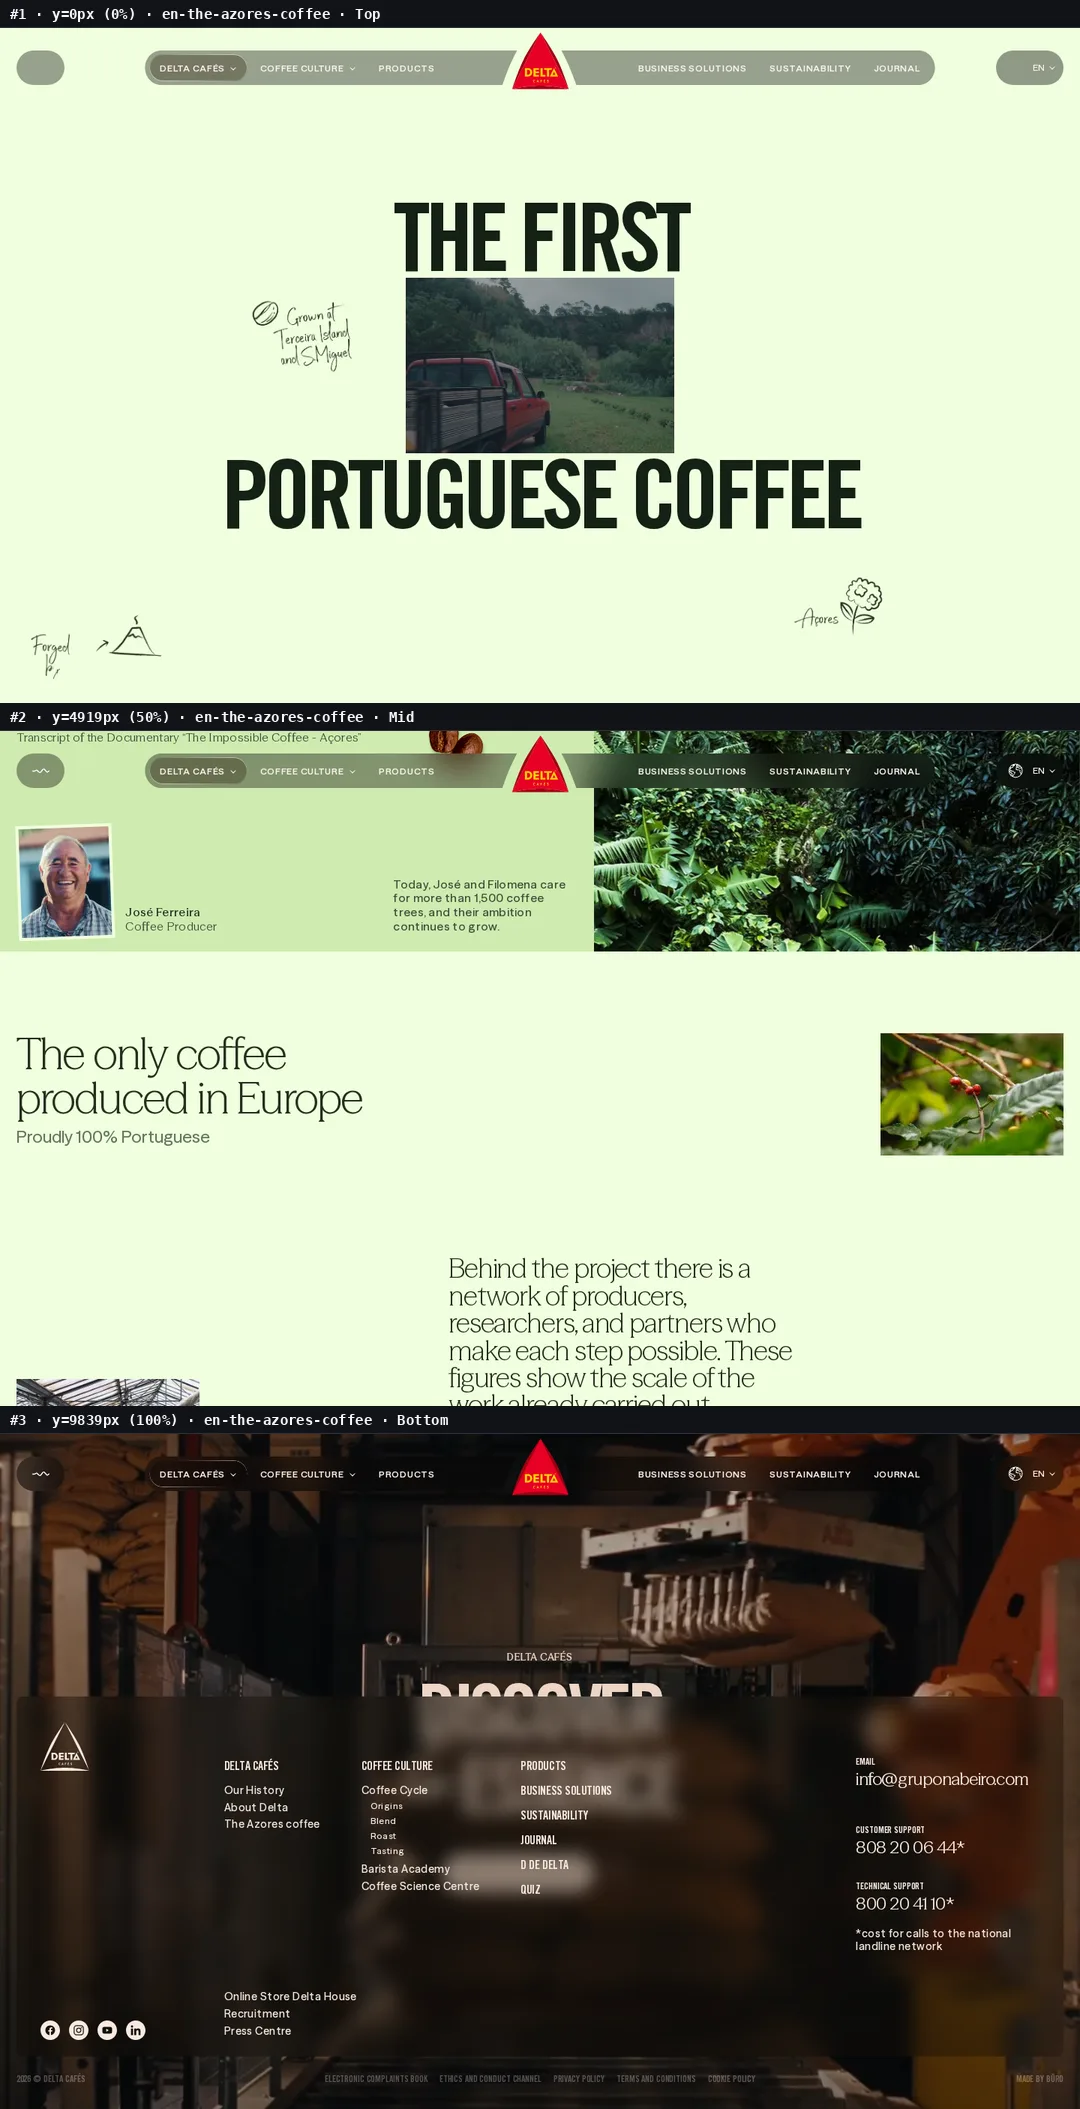 #1 · y=0px (0%) · en-the-azores-coffee · Top
DELTA CAFÉS
COFFEE CULTURE
PRODUCTS
DELTA
CAFÉS
BUSINESS SOLUTIONS
SUSTAINABILITY
JOURNAL
EN
THE FIRST
Grown at
Terceira Island
and S.Miguel
PORTUGUESE COFFEE
Açores
Forged
by
#2 · y=4919px (50%) · en-the-azores-coffee · Mid
Transcript of the Documentary “The Impossible Coffee - Açores”
DELTA CAFÉS
COFFEE CULTURE
PRODUCTS
DELTA
CAFÉS
BUSINESS SOLUTIONS
SUSTAINABILITY
JOURNAL
EN
José Ferreira
Coffee Producer
Today, José and Filomena care
for more than 1,500 coffee
trees, and their ambition
continues to grow.
The only coffee
produced in Europe
Proudly 100% Portuguese
Behind the project there is a
network of producers,
researchers, and partners who
make each step possible. These
figures show the scale of the
work already carried out
#3 · y=9839px (100%) · en-the-azores-coffee · Bottom
DELTA CAFÉS
COFFEE CULTURE
PRODUCTS
DELTA
CAFÉS
BUSINESS SOLUTIONS
SUSTAINABILITY
JOURNAL
EN
DELTA CAFÉS
DISCOVER
DELTA
CAFÉS
DELTA CAFÉS
Our History
About Delta
The Azores coffee
COFFEE CULTURE
Coffee Cycle
Origins
Blend
Roast
Tasting
Barista Academy
Coffee Science Centre
PRODUCTS
BUSINESS SOLUTIONS
SUSTAINABILITY
JOURNAL
D DE DELTA
QUIZ
EMAIL
info@gruponabeiro.com
CUSTOMER SUPPORT
808 20 06 44*
TECHNICAL SUPPORT
800 20 41 10*
*cost for calls to the national
landline network
Online Store Delta House
Recruitment
Press Centre
2026 © DELTA CAFÉS
ELECTRONIC COMPLAINTS BOOK
ETHICS AND CONDUCT CHANNEL
PRIVACY POLICY
TERMS AND CONDITIONS
COOKIE POLICY
MADE BY BÜRO